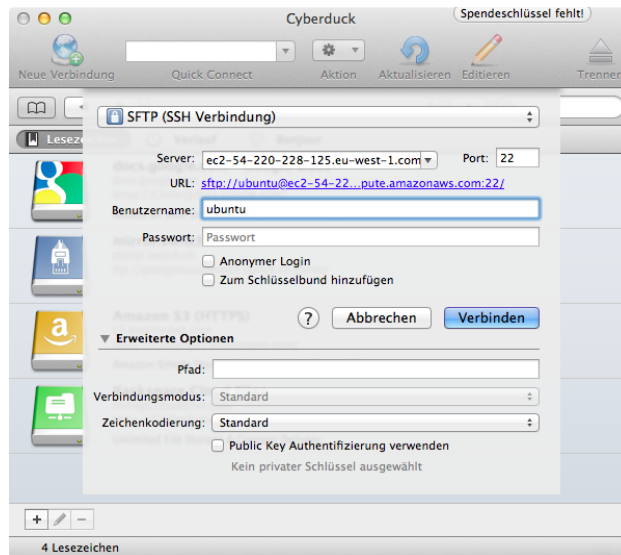 Cyberduck
Spendeschlüssel fehlt!
Neue Verbindung Quick Connect Aktion Aktualisieren Editieren Trennen
SFTP (SSH Verbindung)
Lesez Verlauf Bonjour
Server: ec2-54-220-228-125.eu-west-1.com Port: 22
URL: sftp://ubuntu@ec2-54-22...pute.amazonaws.com:22/
Benutzername: ubuntu
Passwort: Passwort
Anonymer Login
Zum Schlüsselbund hinzufügen
Amazon S3 (HTTPS)
? Abbrechen Verbinden
Erweiterte Optionen
Pfad:
Verbindungsmodus: Standard
Zeichenkodierung: Standard
Public Key Authentifizierung verwenden
Kein privater Schlüssel ausgewählt
4 Lesezeichen